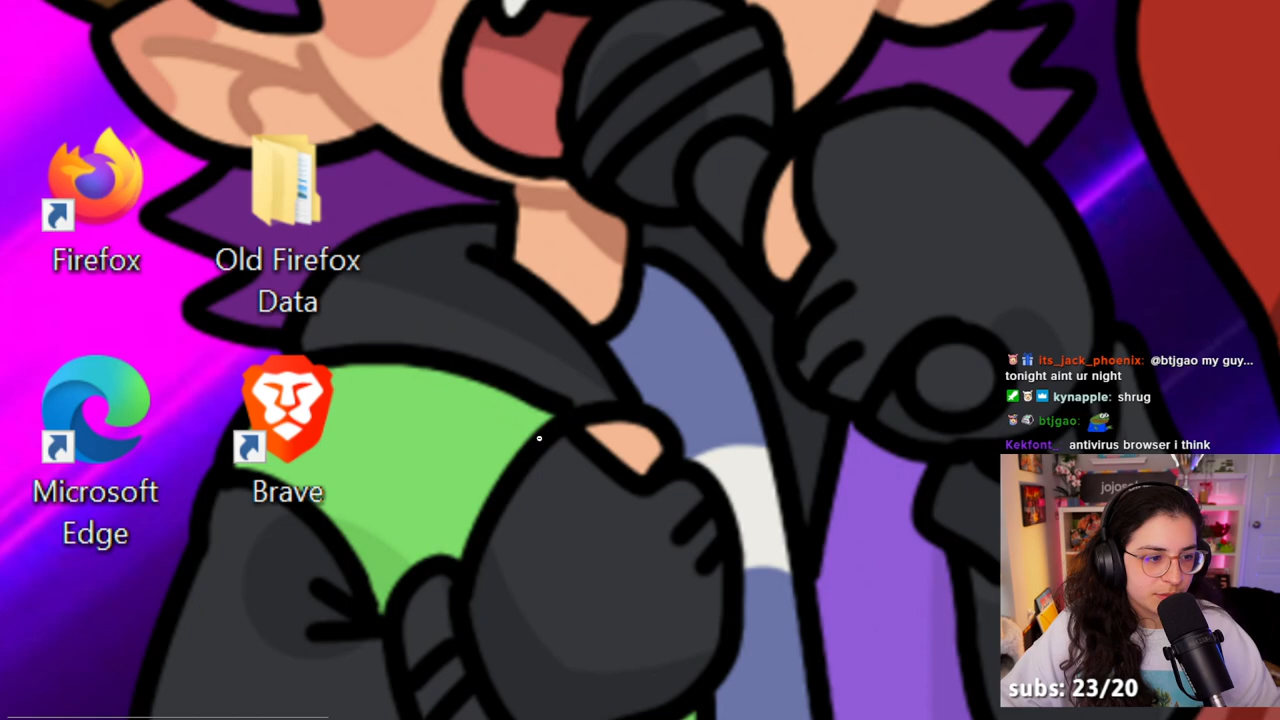 Firefox
Old Firefox
Data
Microsoft
Edge
Brave
its_jack_phoenix: @btjgao my guy...
tonight aint ur night
kynapple: shrug
btjgao:
Kekfont_ antivirus browser i think
subs: 23/20